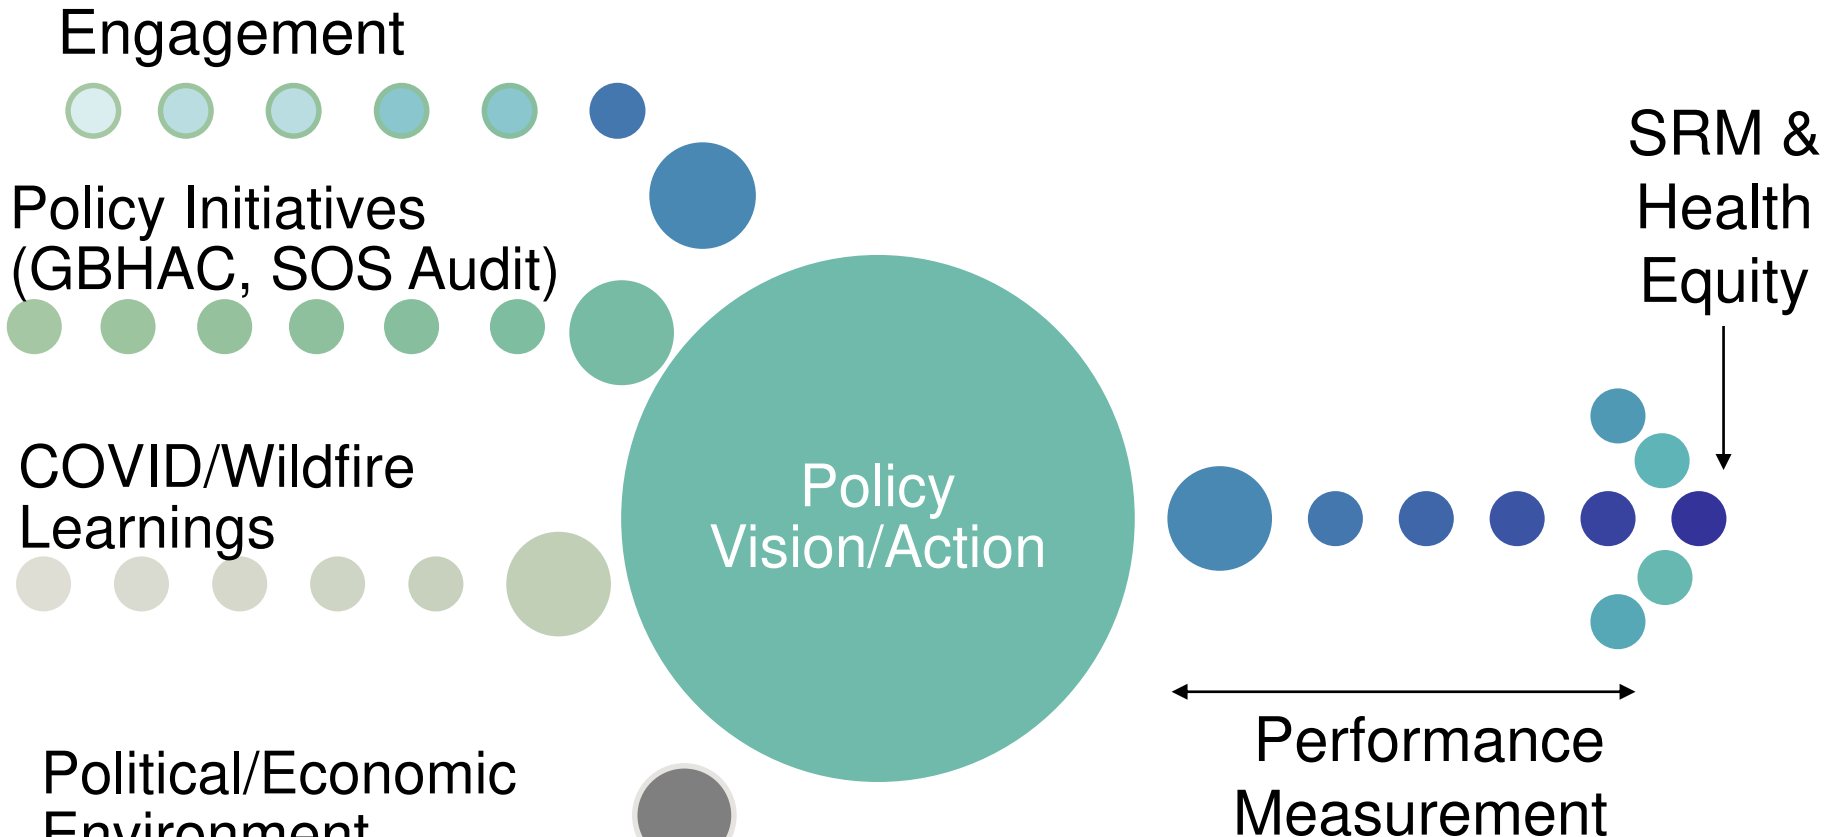 Engagement
Policy Initiatives
(GBHAC, SOS Audit)
COVID/Wildfire
Learnings
Political/Economic
Environment
Policy
Vision/Action
SRM &
Health
Equity
Performance
Measurement